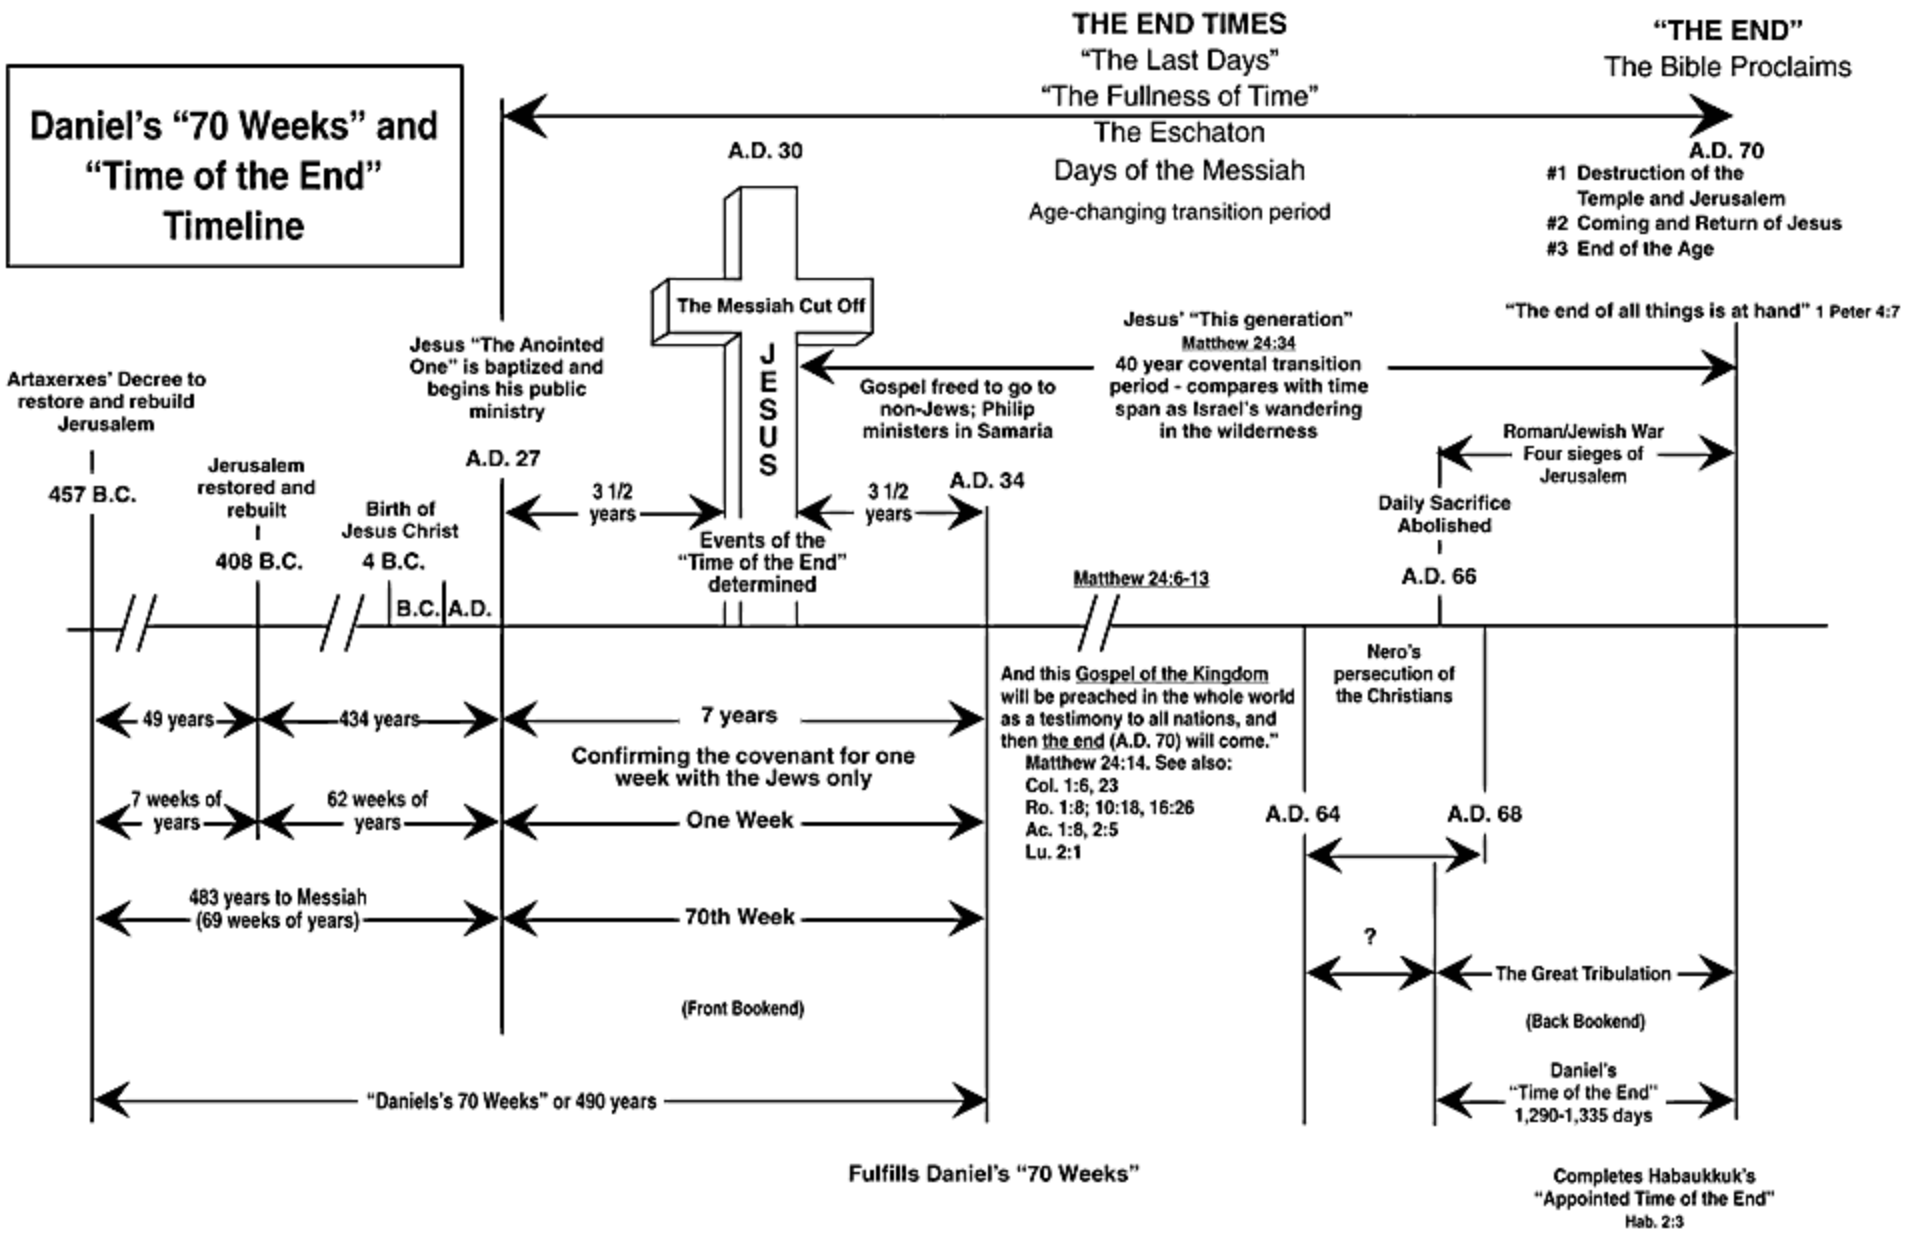 Daniel's “70 Weeks” and
“Time of the End”
Timeline
THE END TIMES
“The Last Days”
“The Fullness of Time”
The Eschaton
Days of the Messiah
Age-changing transition period
“THE END”
The Bible Proclaims
A.D. 70
#1 Destruction of the
Temple and Jerusalem
#2 Coming and Return of Jesus
#3 End of the Age
“The end of all things is at hand” 1 Peter 4:7
A.D. 30
The Messiah Cut Off
JESUS
Artaxerxes' Decree to
restore and rebuild
Jerusalem
457 B.C.
Jerusalem
restored and
rebuilt
408 B.C.
Birth of
Jesus Christ
4 B.C.
B.C. A.D.
Jesus “The Anointed
One” is baptized and
begins his public
ministry
A.D. 27
3 1/2
years
3 1/2
years
Events of the
“Time of the End”
determined
Gospel freed to go to
non-Jews; Philip
ministers in Samaria
A.D. 34
Jesus' “This generation”
Matthew 24:34
40 year covental transition
period - compares with time
span as Israel's wandering
in the wilderness
Roman/Jewish War
Four sieges of
Jerusalem
Daily Sacrifice
Abolished
A.D. 66
Matthew 24:6-13
49 years
434 years
7 years
Confirming the covenant for one
week with the Jews only
7 weeks of
years
62 weeks of
years
One Week
483 years to Messiah
(69 weeks of years)
70th Week
(Front Bookend)
“Daniels's 70 Weeks” or 490 years
And this Gospel of the Kingdom
will be preached in the whole world
as a testimony to all nations, and
then the end (A.D. 70) will come.”
Matthew 24:14. See also:
Col. 1:6, 23
Ro. 1:8; 10:18, 16:26
Ac. 1:8, 2:5
Lu. 2:1
Nero's
persecution of
the Christians
A.D. 64
A.D. 68
?
The Great Tribulation
(Back Bookend)
Daniel's
“Time of the End”
1,290-1,335 days
Fulfills Daniel's “70 Weeks”
Completes Habaukkuk's
“Appointed Time of the End”
Hab. 2:3